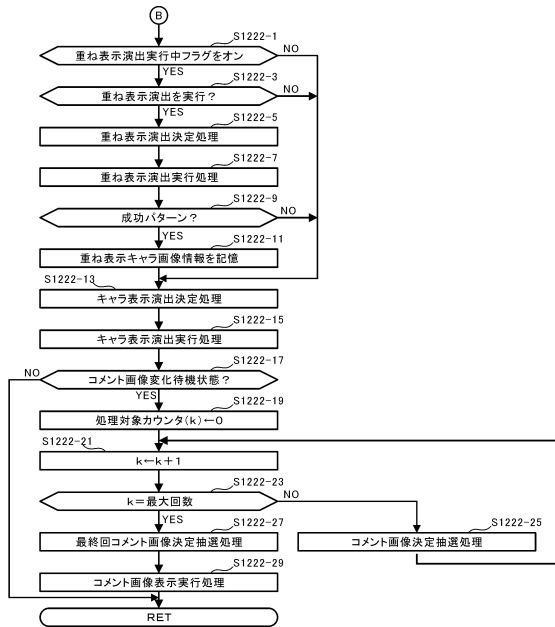 B
S1222-1
重ね表示演出実行中フラグをオン
NO
YES
S1222-3
重ね表示演出を実行？
NO
YES
S1222-5
重ね表示演出決定処理
S1222-7
重ね表示演出実行処理
S1222-9
成功パターン？
NO
YES
S1222-11
重ね表示キャラ画像情報を記憶
S1222-13
キャラ表示演出決定処理
S1222-15
キャラ表示演出実行処理
S1222-17
NO
コメント画像変化待機状態？
YES
S1222-19
処理対象カウンタ(k)←0
S1222-21
k←k+1
S1222-23
k=最大回数
NO
YES
S1222-27
最終回コメント画像決定抽選処理
S1222-25
コメント画像決定抽選処理
S1222-29
コメント画像表示実行処理
RET